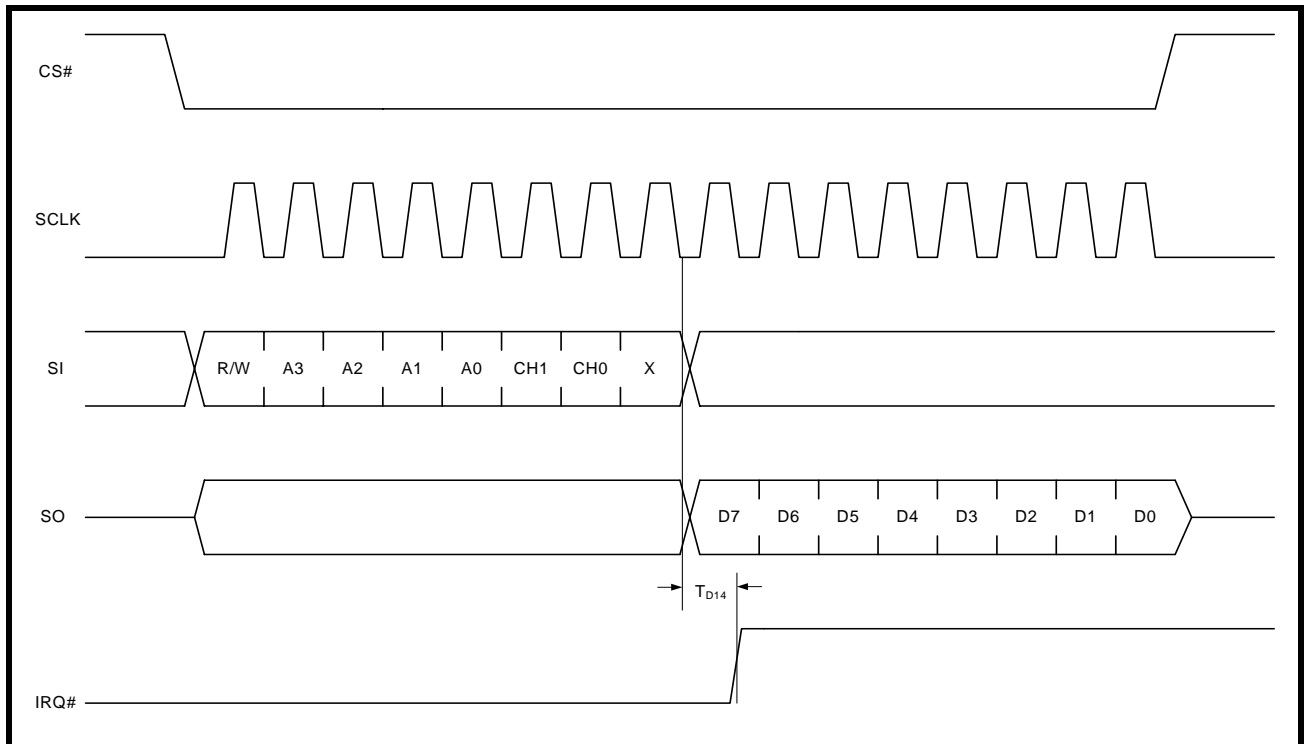 CS#
SCLK
SI
R/W A3 A2 A1 A0 CH1 CH0 X
SO
D7 D6 D5 D4 D3 D2 D1 D0
TD14
IRQ#